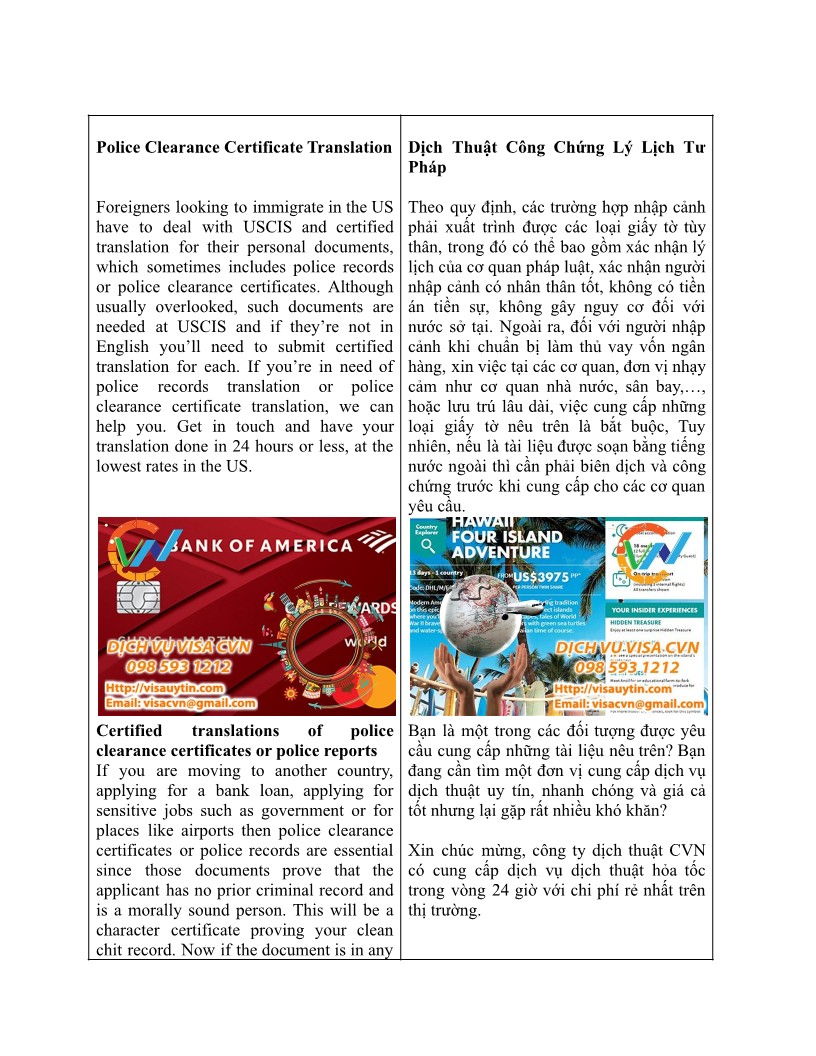 Police Clearance Certificate Translation
Foreigners looking to immigrate in the US
have to deal with USCIS and certified
translation for their personal documents,
which sometimes includes police records
or police clearance certificates. Although
usually overlooked, such documents are
needed at USCIS and if they’re not in
English you’ll need to submit certified
translation for each. If you’re in need of
police records translation or police
clearance certificate translation, we can
help you. Get in touch and have your
translation done in 24 hours or less, at the
lowest rates in the US.
BANK OF AMERICA
DỊCH VỤ VISA CVN
098 593 1212
Http://visauytin.com
Email: visacvn@gmail.com
world
Certified translations of police
clearance certificates or police reports
If you are moving to another country,
applying for a bank loan, applying for
sensitive jobs such as government or for
places like airports then police clearance
certificates or police records are essential
since those documents prove that the
applicant has no prior criminal record and
is a morally sound person. This will be a
character certificate proving your clean
chit record. Now if the document is in any
Dịch Thuật Công Chứng Lý Lịch Tư
Pháp
Theo quy định, các trường hợp nhập cảnh
phải xuất trình được các loại giấy tờ tùy
thân, trong đó có thể bao gồm xác nhận lý
lịch của cơ quan pháp luật, xác nhận người
nhập cảnh có nhân thân tốt, không có tiền
án tiền sự, không gây nguy cơ đối với
nước sở tại. Ngoài ra, đối với người nhập
cảnh khi chuẩn bị làm thủ vay vốn ngân
hàng, xin việc tại các cơ quan, đơn vị nhạy
cảm như cơ quan nhà nước, sân bay,…,
hoặc lưu trú lâu dài, việc cung cấp những
loại giấy tờ nêu trên là bắt buộc, Tuy
nhiên, nếu là tài liệu được soạn bằng tiếng
nước ngoài thì cần phải biên dịch và công
chứng trước khi cung cấp cho các cơ quan
yêu cầu.
Country
Explorer
HAWAII
FOUR ISLAND
ADVENTURE
13 days - 1 country
FROM US$3975
PER PERSON TWIN SHARE
YOUR INSIDER EXPERIENCES
HIDDEN TREASURE
Enjoy at least one surprise Hidden Treasure
DỊCH VỤ VISA CVN
098 593 1212
Http://visauytin.com
Email: visacvn@gmail.com
Bạn là một trong các đối tượng được yêu
cầu cung cấp những tài liệu nêu trên? Bạn
đang cần tìm một đơn vị cung cấp dịch vụ
dịch thuật uy tín, nhanh chóng và giá cả
tốt nhưng lại gặp rất nhiều khó khăn?
Xin chúc mừng, công ty dịch thuật CVN
có cung cấp dịch vụ dịch thuật hỏa tốc
trong vòng 24 giờ với chi phí rẻ nhất trên
thị trường.